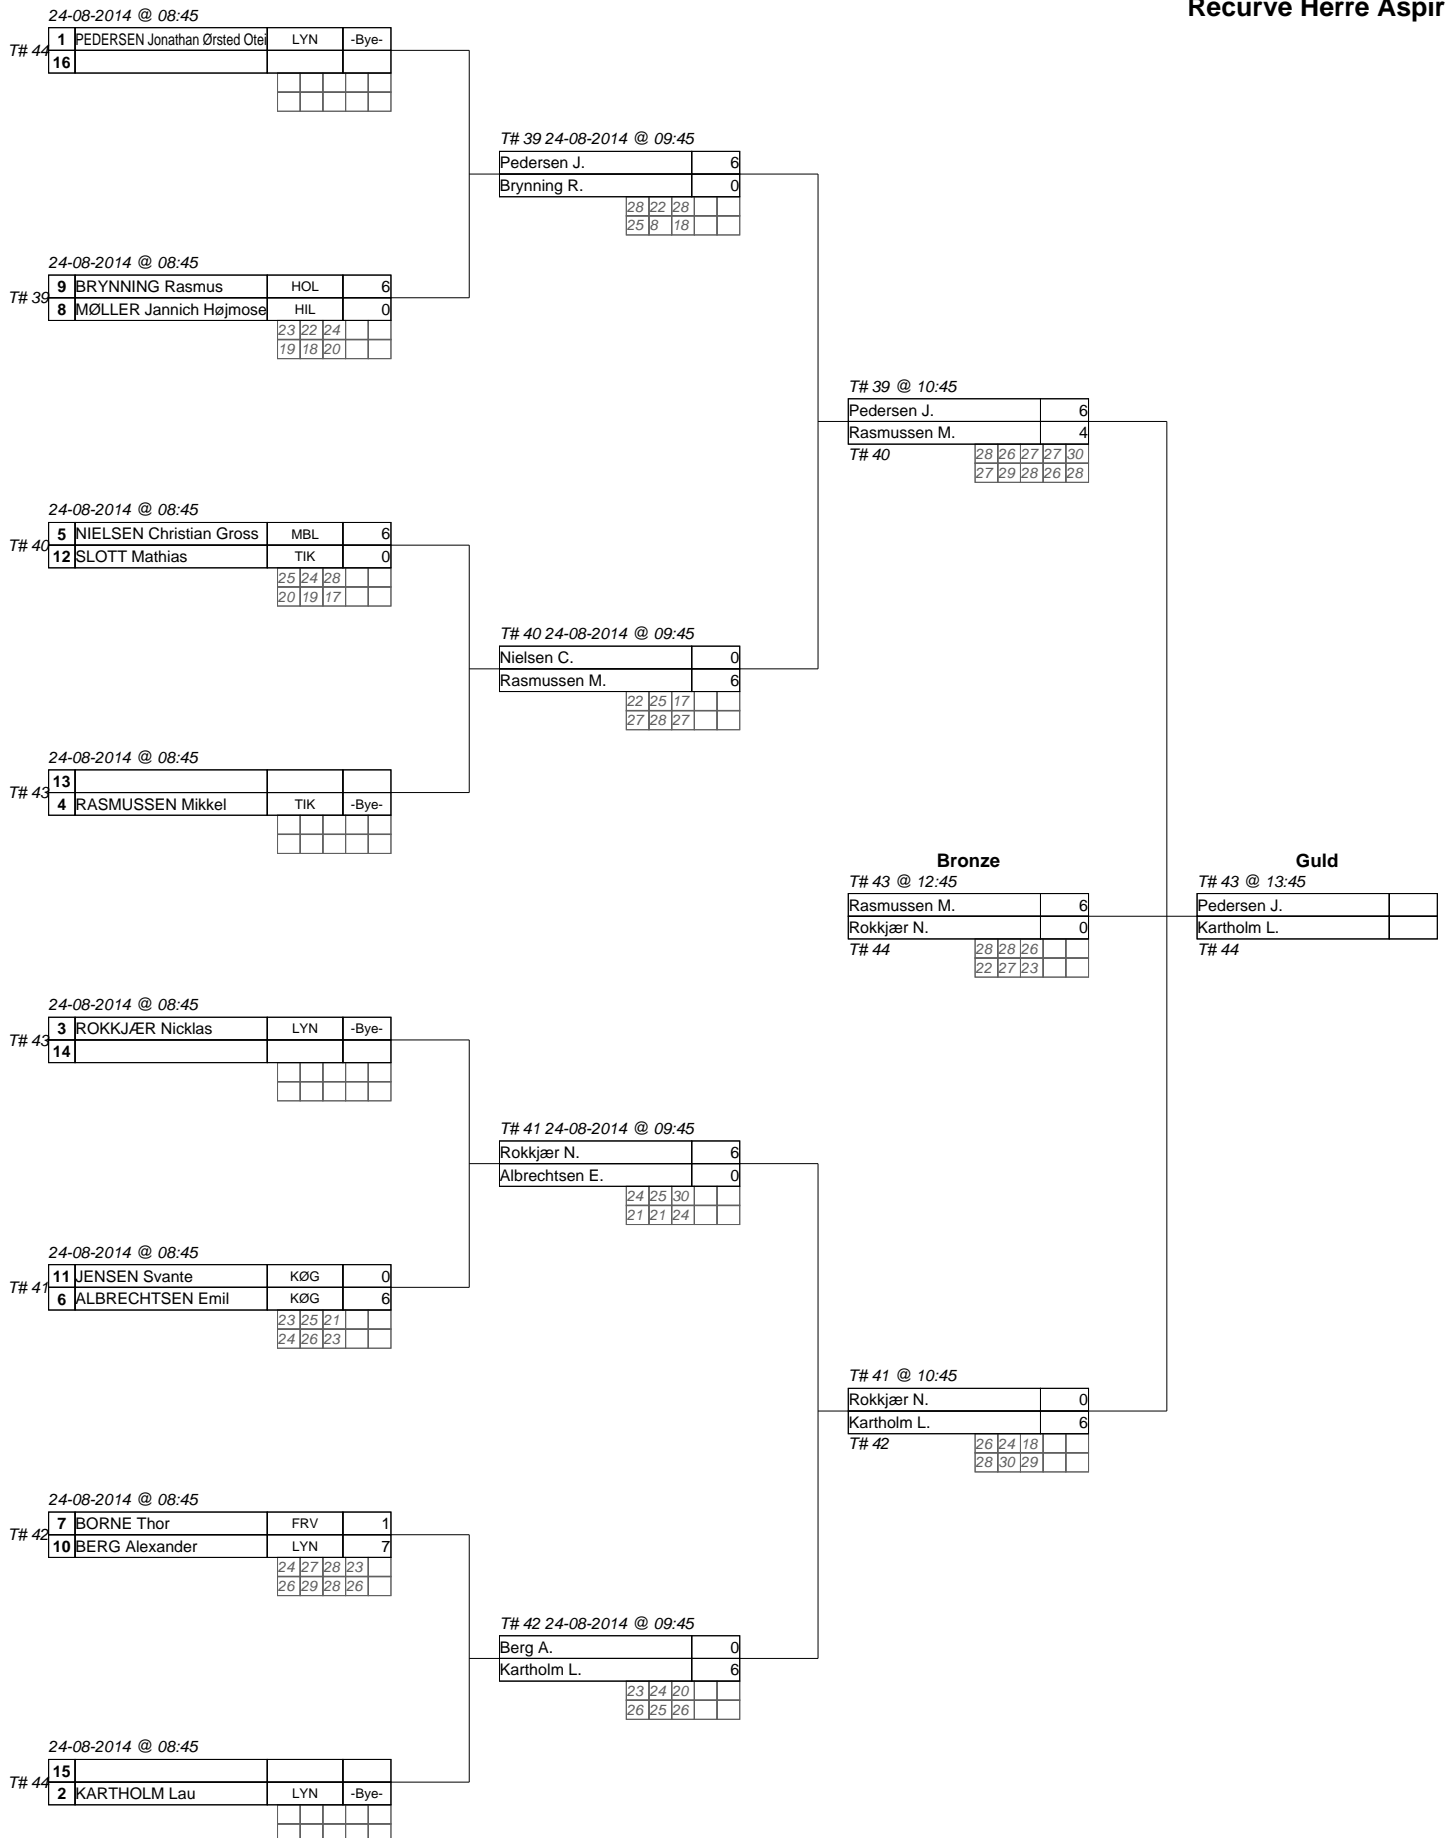 Recurve Herre Aspir
24-08-2014 @ 08:45
T# 44
1 PEDERSEN Jonathan Ørsted Otei LYN -Bye-
16
T# 39 24-08-2014 @ 09:45
Pedersen J. 6
Brynning R. 0
28 22 28
25 8 18
24-08-2014 @ 08:45
T# 39
9 BRYNNING Rasmus HOL 6
8 MØLLER Jannich Højmose HIL 0
23 22 24
19 18 20
T# 39 @ 10:45
Pedersen J. 6
Rasmussen M. 4
T# 40 28 26 27 27 30
27 29 28 26 28
24-08-2014 @ 08:45
T# 40
5 NIELSEN Christian Gross MBL 6
12 SLOTT Mathias TIK 0
25 24 28
20 19 17
T# 40 24-08-2014 @ 09:45
Nielsen C. 0
Rasmussen M. 6
22 25 17
27 28 27
24-08-2014 @ 08:45
T# 43
13
4 RASMUSSEN Mikkel TIK -Bye-
Bronze
T# 43 @ 12:45
Rasmussen M. 6
Rokkjær N. 0
T# 44 28 28 26
22 27 23
Guld
T# 43 @ 13:45
Pedersen J.
Kartholm L.
T# 44
24-08-2014 @ 08:45
T# 43
3 ROKKJÆR Nicklas LYN -Bye-
14
T# 41 24-08-2014 @ 09:45
Rokkjær N. 6
Albrechtsen E. 0
24 25 30
21 21 24
24-08-2014 @ 08:45
T# 41
11 JENSEN Svante KØG 0
6 ALBRECHTSEN Emil KØG 6
23 25 21
24 26 23
T# 41 @ 10:45
Rokkjær N. 0
Kartholm L. 6
T# 42 26 24 18
28 30 29
24-08-2014 @ 08:45
T# 42
7 BORNE Thor FRV 1
10 BERG Alexander LYN 7
24 27 28 23
26 29 28 26
T# 42 24-08-2014 @ 09:45
Berg A. 0
Kartholm L. 6
23 24 20
26 25 26
24-08-2014 @ 08:45
T# 44
15
2 KARTHOLM Lau LYN -Bye-